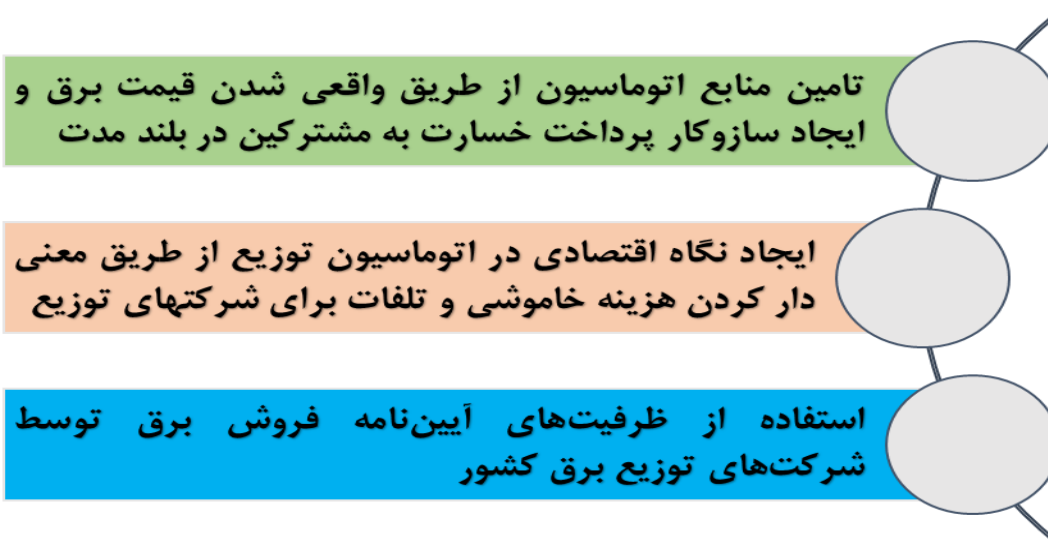 تامین منابع اتوماسیون از طریق واقعی شدن قیمت برق و
ایجاد سازوکار پرداخت خسارت به مشترکین در بلند مدت
ایجاد نگاه اقتصادی در اتوماسیون توزیع از طریق معنی
دار کردن هزینه خاموشی و تلفات برای شرکتهای توزیع
استفاده از ظرفیت‌های آیین‌نامه فروش برق توسط
شرکت‌های توزیع برق کشور